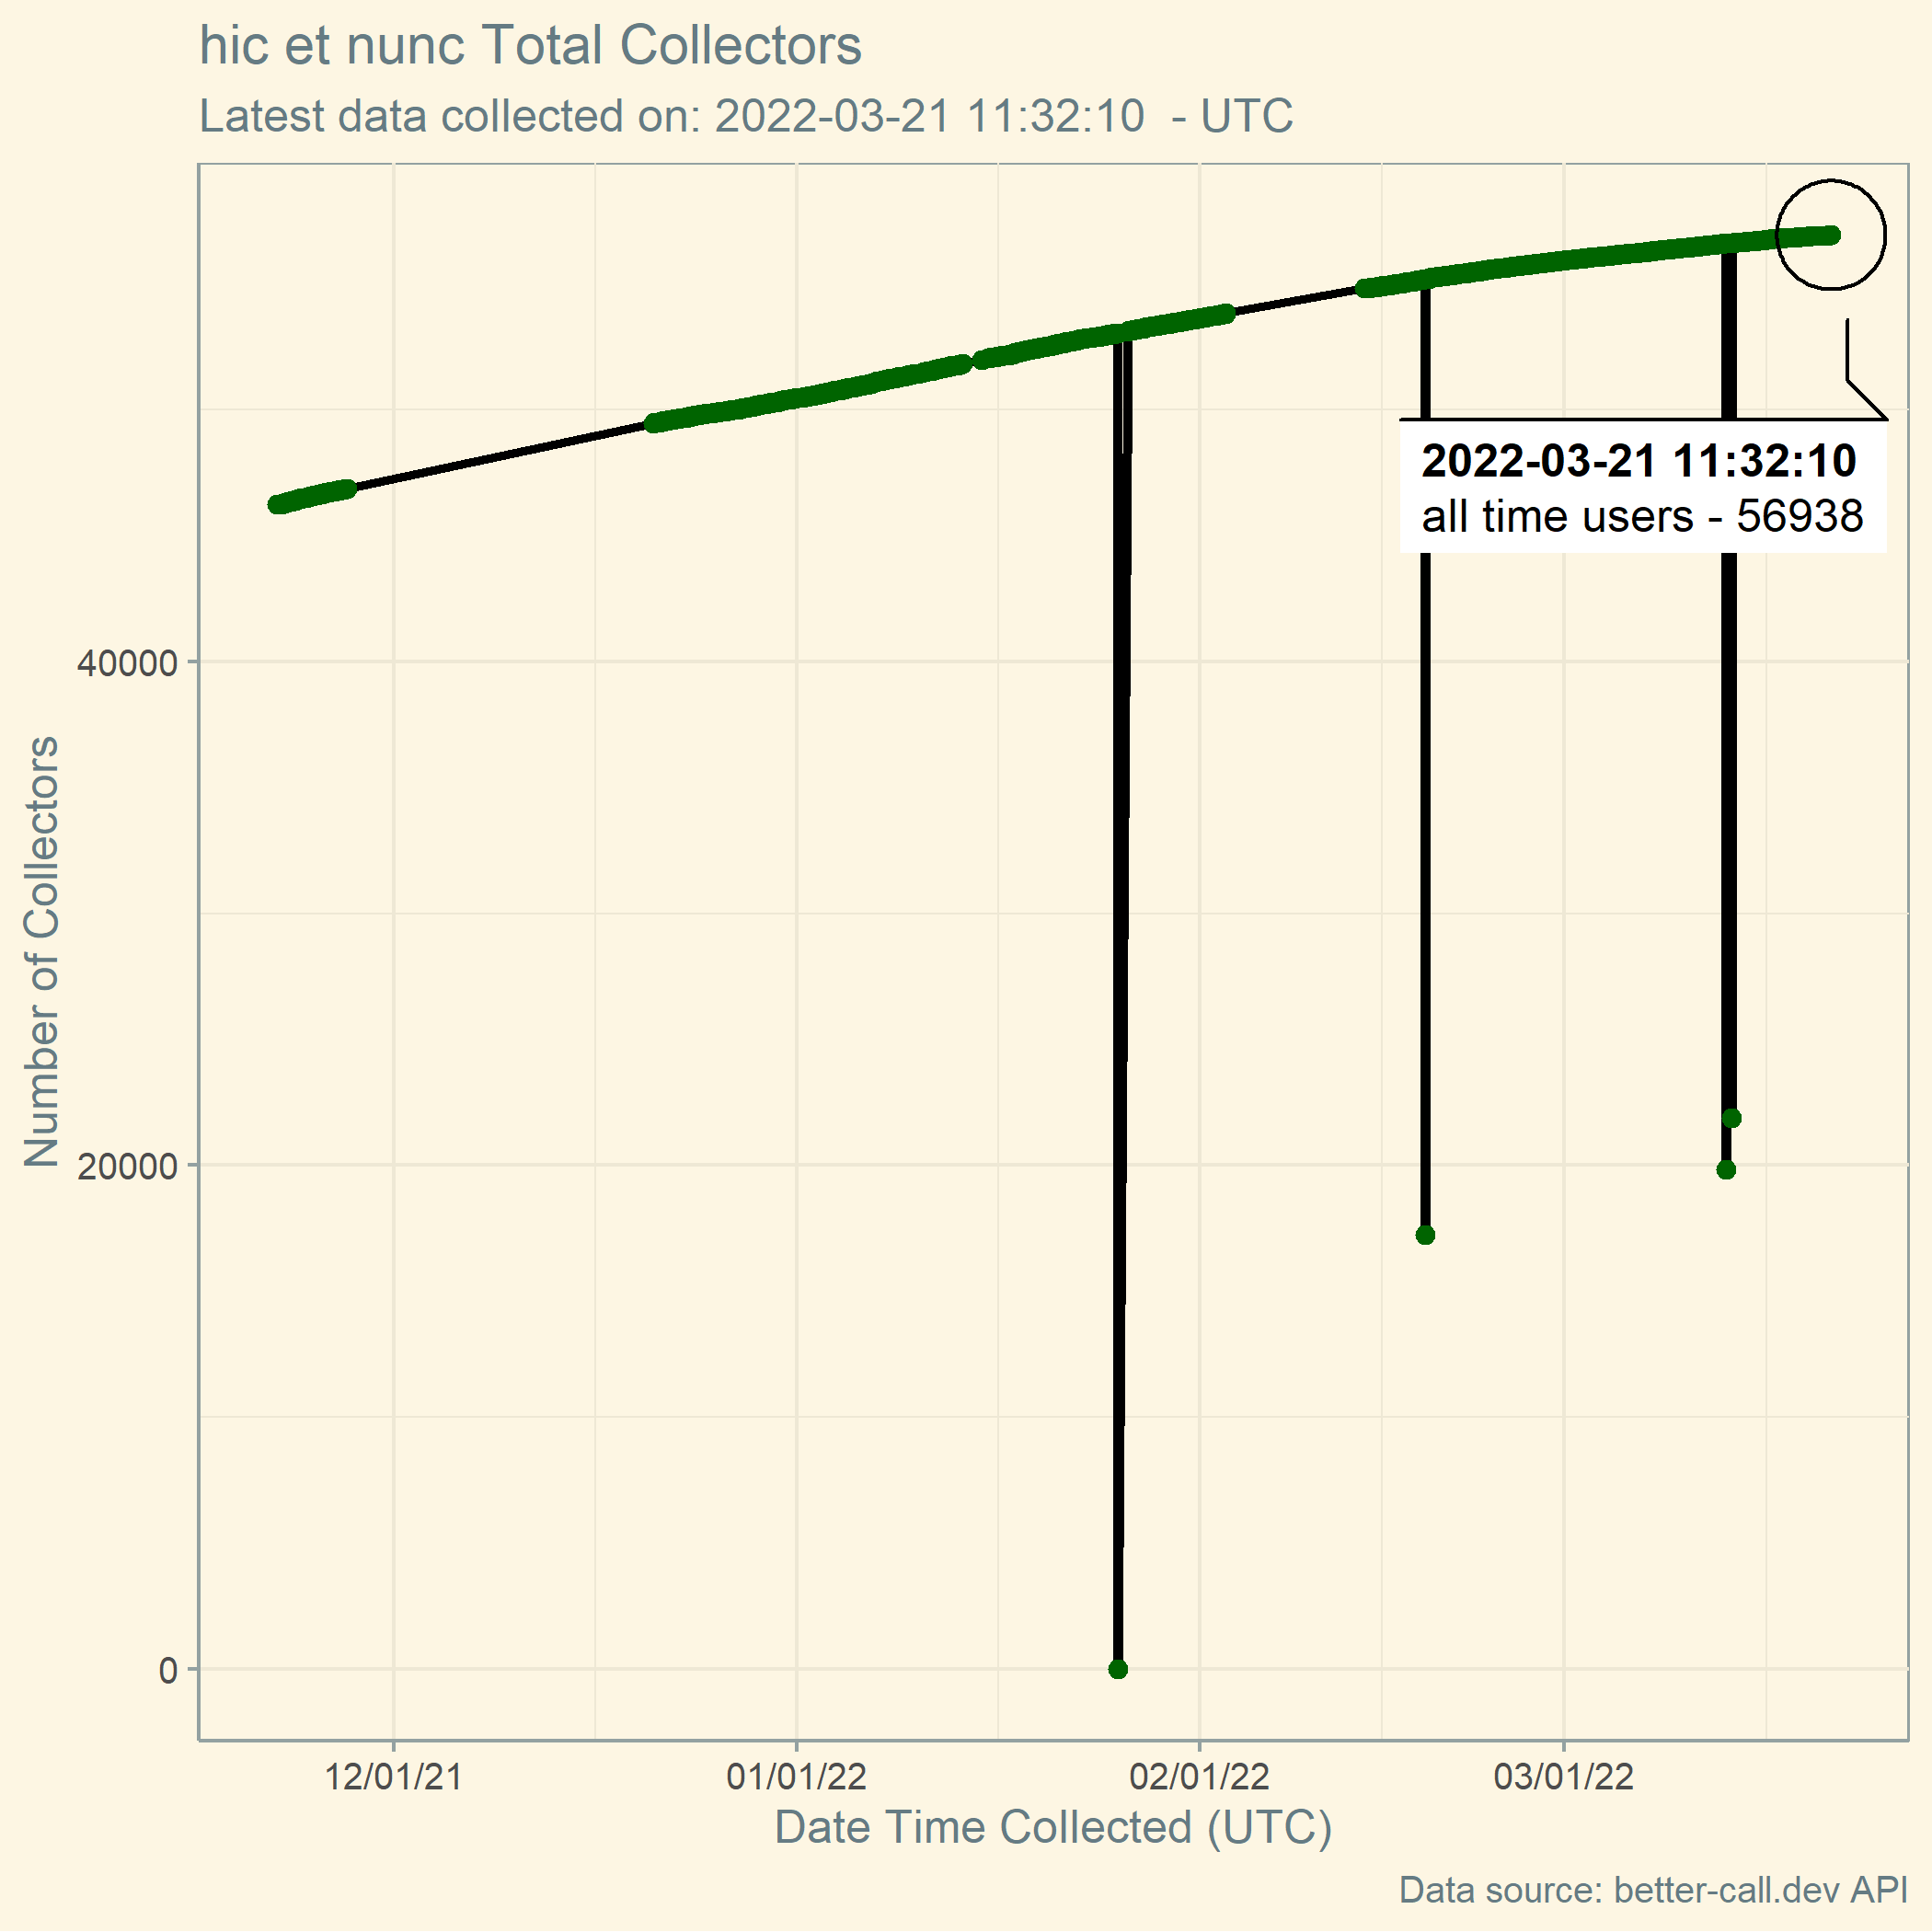 hic et nunc Total Collectors
Latest data collected on: 2022-03-21 11:32:10  - UTC
2022-03-21 11:32:10
all time users - 56938
40000
20000
0
Number of Collectors
12/01/21
01/01/22
02/01/22
03/01/22
Date Time Collected (UTC)
Data source: better-call.dev API